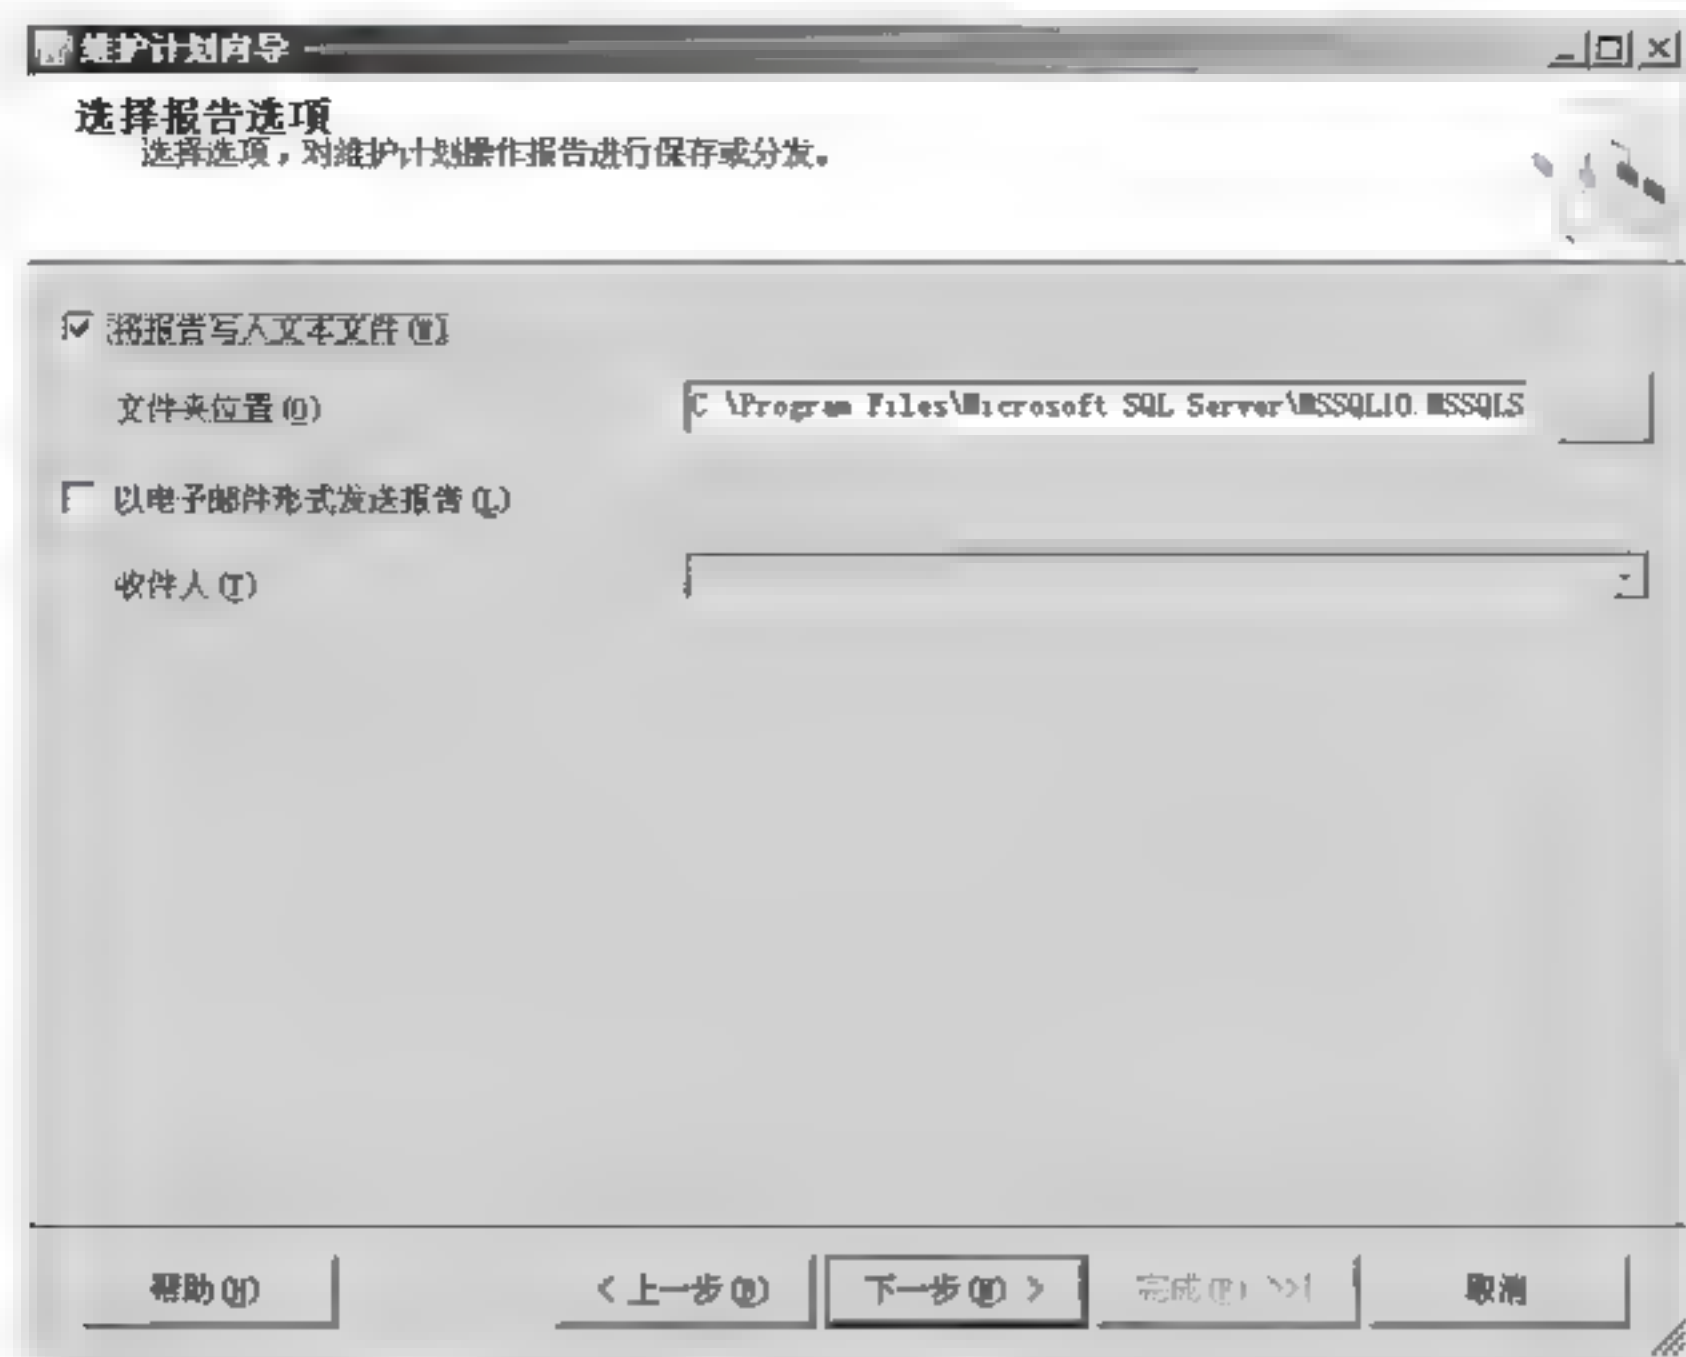 维护计划向导
选择报告选项
选择选项，对维护计划操作报告进行保存或分发。
将报告写入文本文件(W)
文件夹位置(O) C \Program Files\Microsoft SQL Server\MSSQL10.MSSQLS
以电子邮件形式发送报告(L)
收件人(T)
帮助(H) < 上一步(B) 下一步(N) > 完成(F) >>| 取消